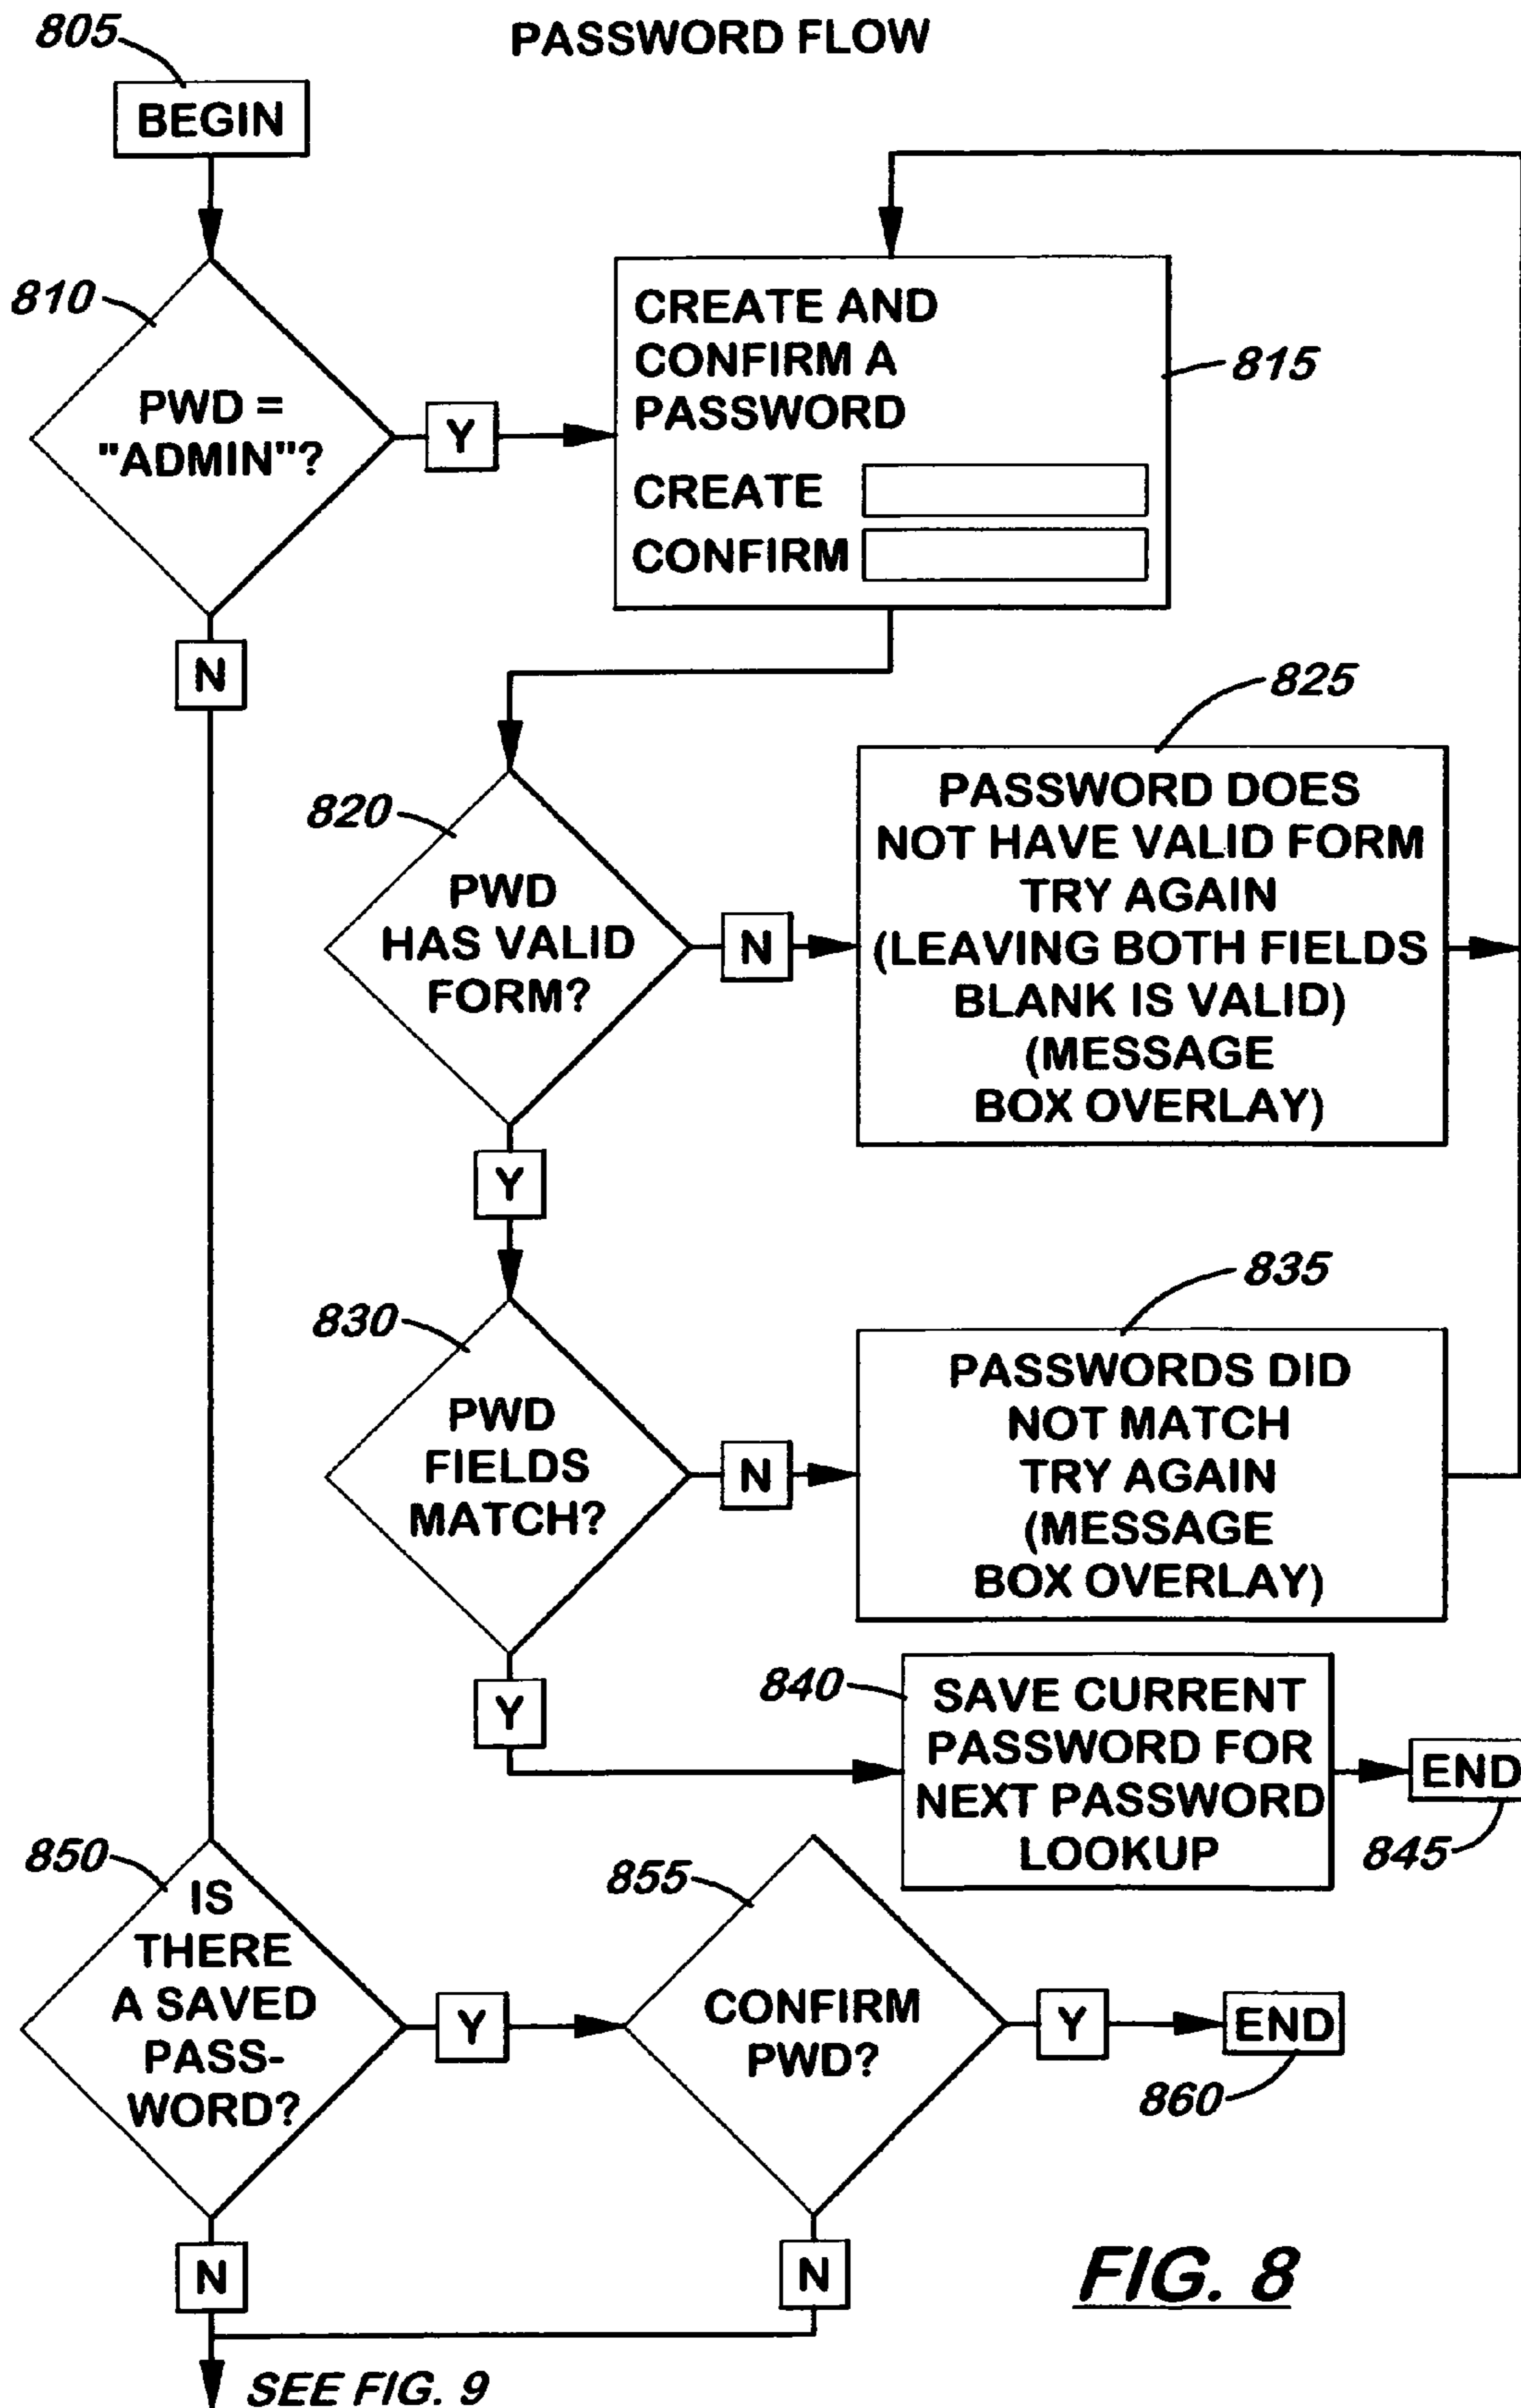 PASSWORD FLOW
805
BEGIN
810
PWD =
"ADMIN"?
Y
N
CREATE AND
CONFIRM A
PASSWORD
CREATE
CONFIRM
815
820
PWD
HAS VALID
FORM?
N
Y
825
PASSWORD DOES
NOT HAVE VALID FORM
TRY AGAIN
(LEAVING BOTH FIELDS
BLANK IS VALID)
(MESSAGE
BOX OVERLAY)
830
PWD
FIELDS
MATCH?
N
Y
835
PASSWORDS DID
NOT MATCH
TRY AGAIN
(MESSAGE
BOX OVERLAY)
840
SAVE CURRENT
PASSWORD FOR
NEXT PASSWORD
LOOKUP
END
845
850
IS
THERE
A SAVED
PASS-
WORD?
Y
N
855
CONFIRM
PWD?
Y
N
END
860
SEE FIG. 9
FIG. 8